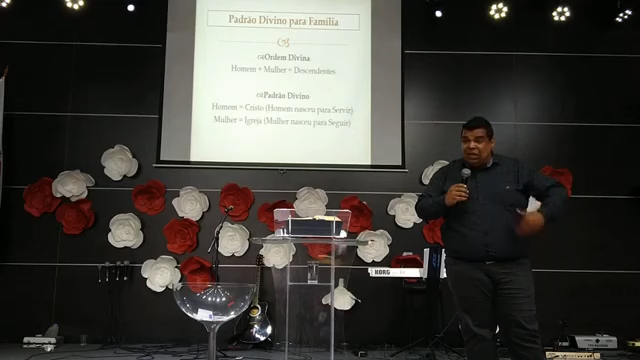 Padrão Divino para Família
Ordem Divina
Homem + Mulher = Descendentes
Padrão Divino
Homem = Cristo (Homem nasceu para Servir)
Mulher = Igreja (Mulher nasceu para Seguir)
KORG